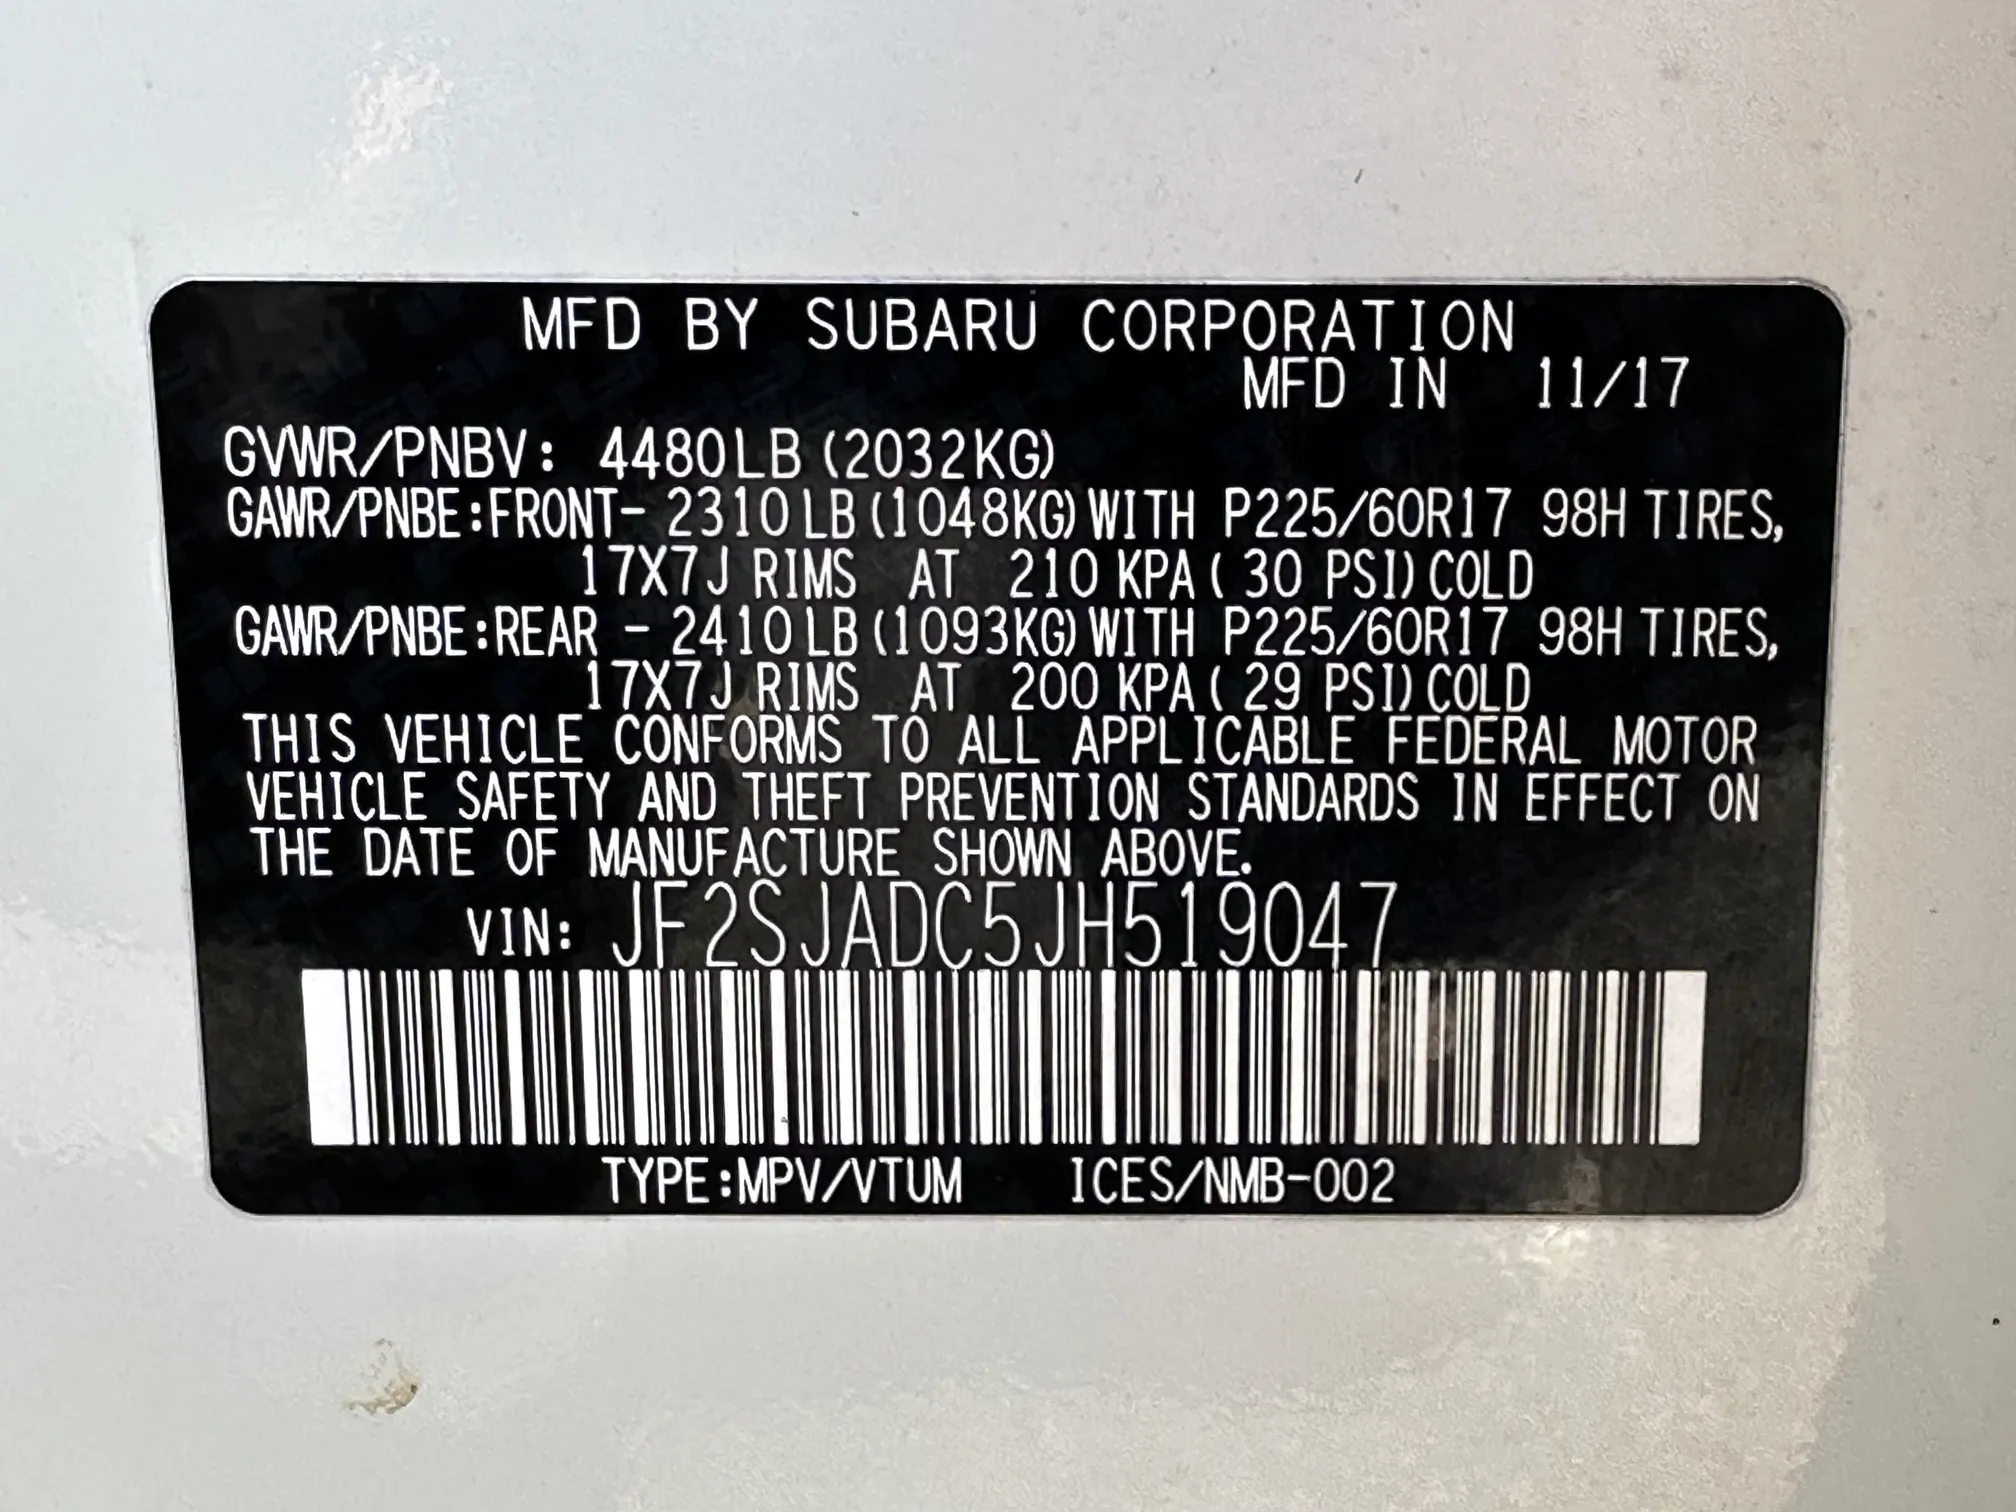 MFD BY SUBARU CORPORATION
MFD IN 11/17
GVWR/PNBV: 4480LB (2032KG)
GAWR/PNBE:FRONT- 2310LB (1048KG) WITH P225/60R17 98H TIRES,
17X7J RIMS AT 210 KPA ( 30 PSI) COLD
GAWR/PNBE:REAR - 2410LB (1093KG) WITH P225/60R17 98H TIRES,
17X7J RIMS AT 200 KPA ( 29 PSI) COLD
THIS VEHICLE CONFORMS TO ALL APPLICABLE FEDERAL MOTOR
VEHICLE SAFETY AND THEFT PREVENTION STANDARDS IN EFFECT ON
THE DATE OF MANUFACTURE SHOWN ABOVE.
VIN: JF2SJADC5JH519047
TYPE:MPV/VTUM ICES/NMB-002